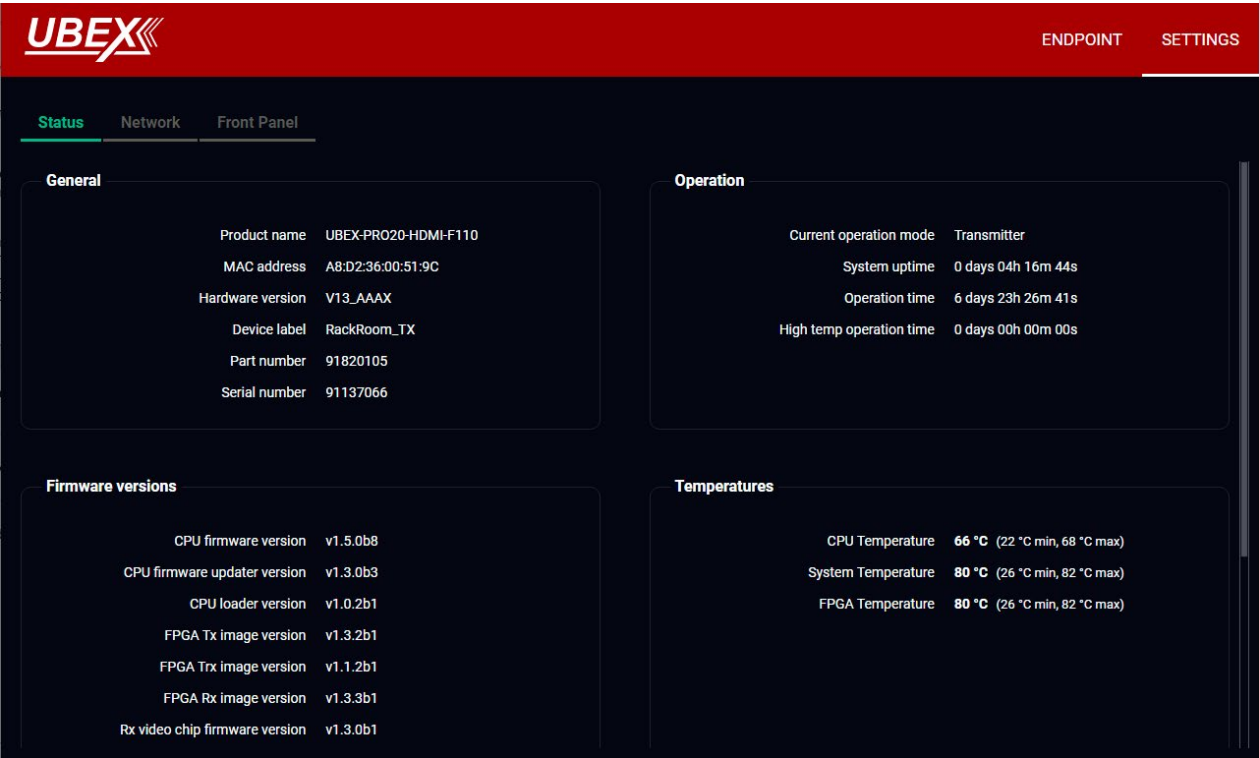 UBEX
ENDPOINT SETTINGS
Status Network Front Panel
General
Product name UBEX-PRO20-HDMI-F110
MAC address A8:D2:36:00:51:9C
Hardware version V13_AAAX
Device label RackRoom_TX
Part number 91820105
Serial number 91137066
Operation
Current operation mode Transmitter
System uptime 0 days 04h 16m 44s
Operation time 6 days 23h 26m 41s
High temp operation time 0 days 00h 00m 00s
Firmware versions
CPU firmware version v1.5.0b8
CPU firmware updater version v1.3.0b3
CPU loader version v1.0.2b1
FPGA Tx image version v1.3.2b1
FPGA Trx image version v1.1.2b1
FPGA Rx image version v1.3.3b1
Rx video chip firmware version v1.3.0b1
Temperatures
CPU Temperature 66 °C (22 °C min, 68 °C max)
System Temperature 80 °C (26 °C min, 82 °C max)
FPGA Temperature 80 °C (26 °C min, 82 °C max)